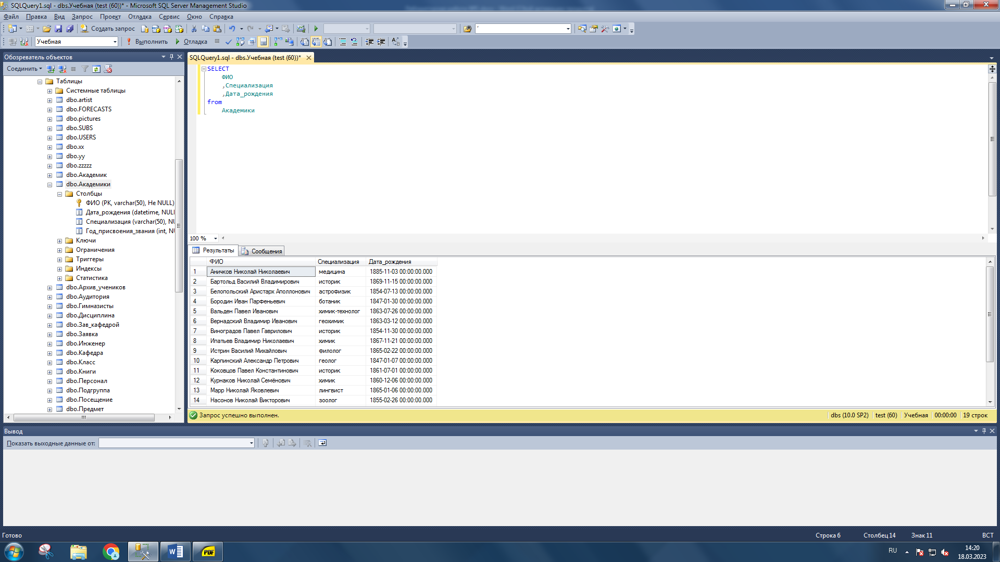 SQLQuery1.sql - dbs.Учебная (test (60))* - Microsoft SQL Server Management Studio
Файл Правка Вид Запрос Проект Отладка Сервис Окно Справка
Создать запрос
Учебная Выполнить Отладка
Обозреватель объектов
Соединить
Таблицы
Системные таблицы
dbo.artist
dbo.FORECASTS
dbo.pictures
dbo.SUBS
dbo.USERS
dbo.xx
dbo.yy
dbo.zzzzz
dbo.Академик
dbo.Академики
Столбцы
ФИО (PK, varchar(50), Не NULL)
Дата_рождения (datetime, NULL
Специализация (varchar(50), NU
Год_присвоения_звания (int, NU
Ключи
Ограничения
Триггеры
Индексы
Статистика
dbo.Архив_учеников
dbo.Аудитория
dbo.Гимназисты
dbo.Дисциплина
dbo.Зав_кафедрой
dbo.Заявка
dbo.Инженер
dbo.Кафедра
dbo.Класс
dbo.Книги
dbo.Персонал
dbo.Подгруппа
dbo.Посещение
dbo.Предмет
SQLQuery1.sql - dbs.Учебная (test (60))*
SELECT
ФИО
,Специализация
,Дата_рождения
from
Академики
100 %
Результаты Сообщения
ФИО Специализация Дата_рождения
1 Аничков Николай Николаевич медицина 1885-11-03 00:00:00.000
2 Бартольд Василий Владимирович историк 1869-11-15 00:00:00.000
3 Белопольский Аристарх Аполлонович астрофизик 1854-07-13 00:00:00.000
4 Бородин Иван Парфеньевич ботаник 1847-01-30 00:00:00.000
5 Вальден Павел Иванович химик-технолог 1863-07-26 00:00:00.000
6 Вернадский Владимир Иванович геохимик 1863-03-12 00:00:00.000
7 Виноградов Павел Гаврилович историк 1854-11-30 00:00:00.000
8 Ипатьев Владимир Николаевич химик 1867-11-21 00:00:00.000
9 Истрин Василий Михайлович филолог 1865-02-22 00:00:00.000
10 Карпинский Александр Петрович геолог 1847-01-07 00:00:00.000
11 Коковцов Павел Константинович историк 1861-07-01 00:00:00.000
12 Курнаков Николай Семёнович химик 1860-12-06 00:00:00.000
13 Марр Николай Яковлевич лингвист 1865-01-06 00:00:00.000
14 Насонов Николай Викторович зоолог 1855-02-26 00:00:00.000
Запрос успешно выполнен. dbs (10.0 SP2) test (60) Учебная 00:00:00 19 строк
Вывод
Показать выходные данные от:
Готово Строка 6 Столбец 14 Знак 11 ВСТ
RU
14:20
18.03.2023
PDF